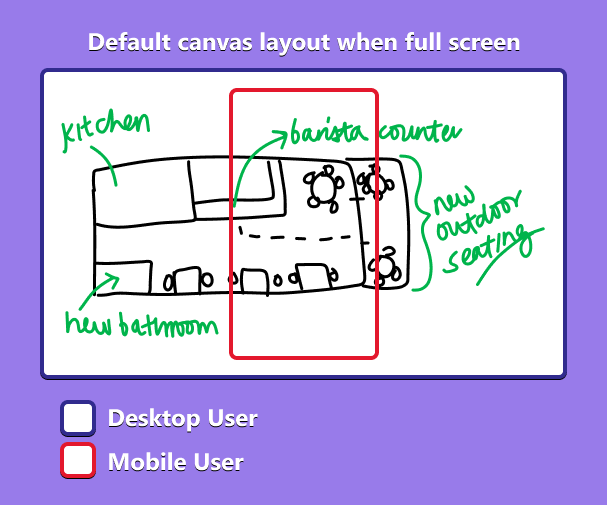 Default canvas layout when full screen
kitchen
barista counter
new
outdoor
seating
new bathroom
Desktop User
Mobile User